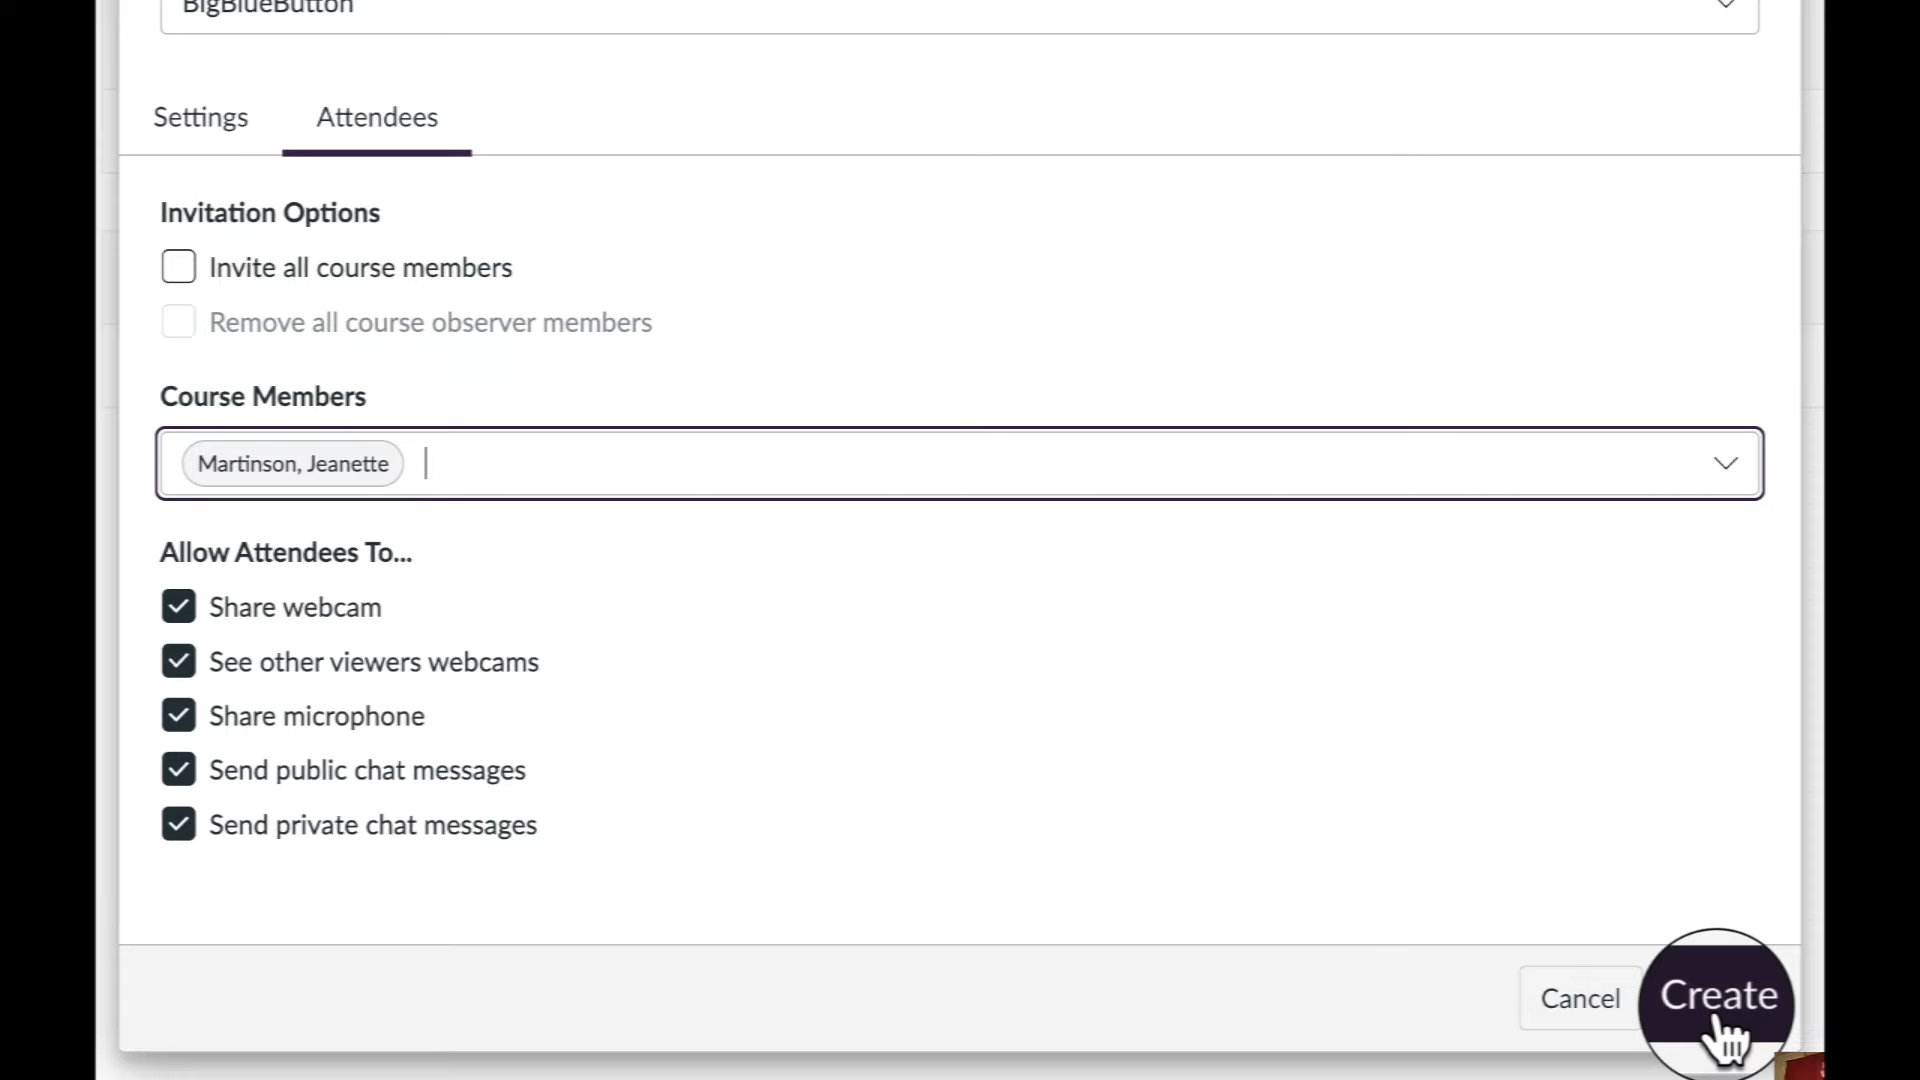 BigBlueButton
Settings
Attendees
Invitation Options
Invite all course members
Remove all course observer members
Course Members
Martinson, Jeanette
Allow Attendees To...
Share webcam
See other viewers webcams
Share microphone
Send public chat messages
Send private chat messages
Cancel
Create